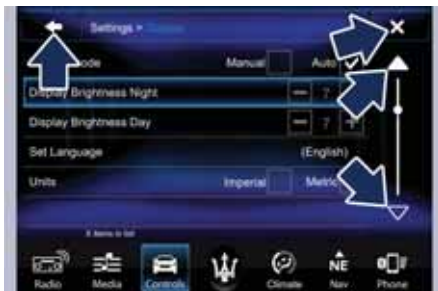 Settings >
ode Manual Auto
Display Brightness Night - ?
Display Brightness Day - ? +
Set Language (English)
Units Imperial Metric
Radio Media Controls Climate NE Nav Phone